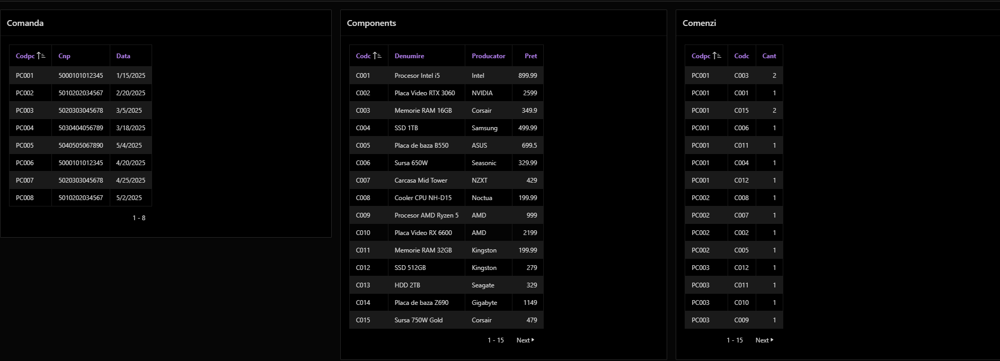 Comanda
Codpc Cnp Data
PC001 5000101012345 1/15/2025
PC002 5010202034567 2/20/2025
PC003 5020303045678 3/5/2025
PC004 5030404056789 3/18/2025
PC005 5040505067890 5/4/2025
PC006 5000101012345 4/20/2025
PC007 5020303045678 4/25/2025
PC008 5010202034567 5/2/2025
1 - 8
Components
Codc Denumire Producator Pret
C001 Procesor Intel i5 Intel 899.99
C002 Placa Video RTX 3060 NVIDIA 2599
C003 Memorie RAM 16GB Corsair 349.9
C004 SSD 1TB Samsung 499.99
C005 Placa de baza B550 ASUS 699.5
C006 Sursa 650W Seasonic 329.99
C007 Carcasa Mid Tower NZXT 429
C008 Cooler CPU NH-D15 Noctua 199.99
C009 Procesor AMD Ryzen 5 AMD 999
C010 Placa Video RX 6600 AMD 2199
C011 Memorie RAM 32GB Kingston 199.99
C012 SSD 512GB Kingston 279
C013 HDD 2TB Seagate 329
C014 Placa de baza Z690 Gigabyte 1149
C015 Sursa 750W Gold Corsair 479
1 - 15 Next
Comenzi
Codpc Codc Cant
PC001 C003 2
PC001 C001 1
PC001 C015 2
PC001 C006 1
PC001 C011 1
PC001 C004 1
PC001 C012 1
PC002 C008 1
PC002 C007 1
PC002 C002 1
PC002 C005 1
PC003 C012 1
PC003 C011 1
PC003 C010 1
PC003 C009 1
1 - 15 Next